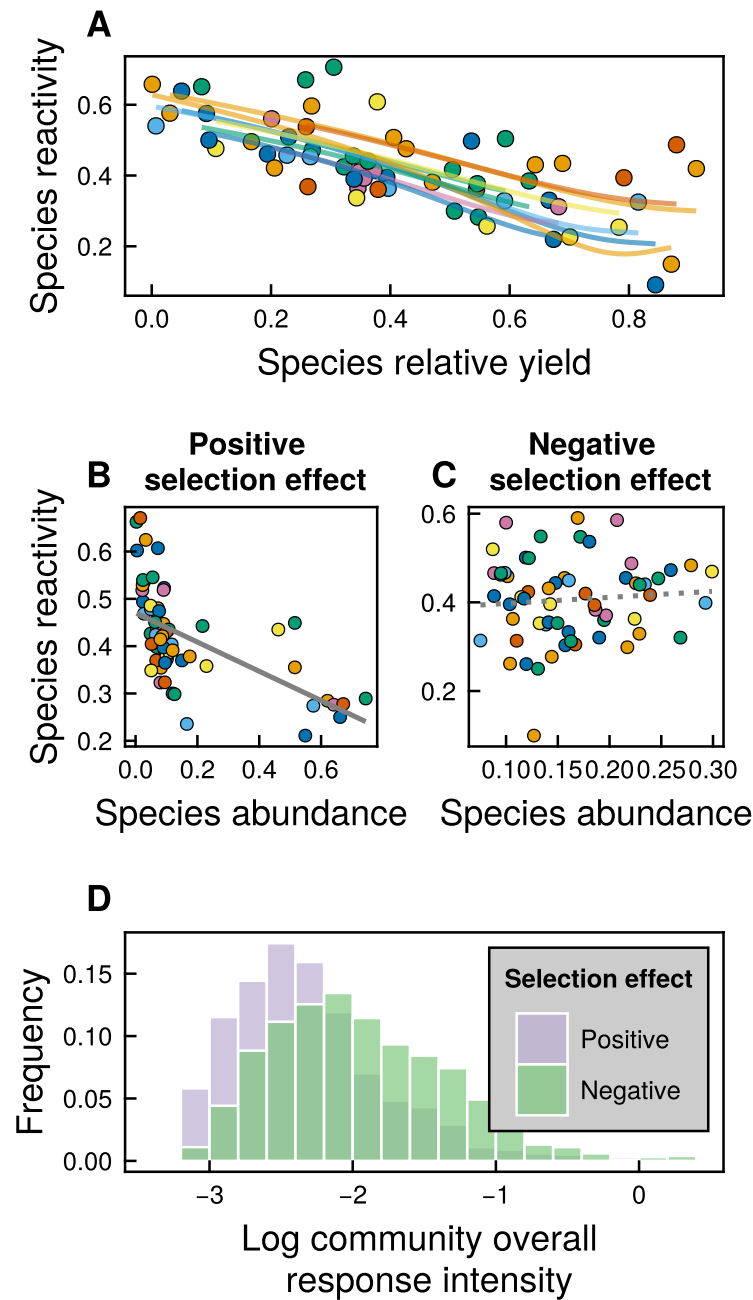 A
Species reactivity
0.6
0.4
0.2
0.0 0.2 0.4 0.6 0.8
Species relative yield
Positive
selection effect
Negative
selection effect
B
C
Species reactivity
0.6
0.5
0.4
0.3
0.2
0.0 0.2 0.4 0.6
Species abundance
0.6
0.4
0.2
0.10 0.15 0.20 0.25 0.30
Species abundance
D
Frequency
0.15
0.10
0.05
0.00
−3 −2 −1 0
Log community overall
response intensity
Selection effect
Positive
Negative